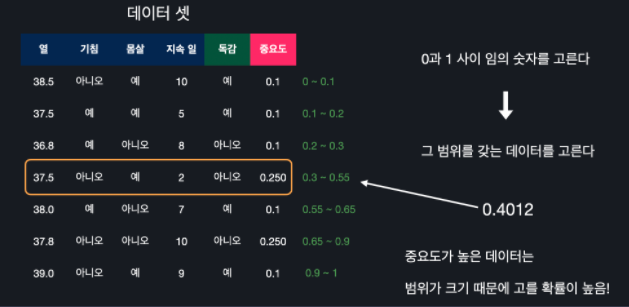 데이터 셋
열 기침 몸살 지속 일 독감 중요도
38.5 아니오 예 10 예 0.1 0 ~ 0.1
37.5 예 예 5 예 0.1 0.1 ~ 0.2
36.8 예 아니오 8 아니오 0.1 0.2 ~ 0.3
37.5 아니오 예 2 아니오 0.250 0.3 ~ 0.55
38.0 예 아니오 7 예 0.1 0.55 ~ 0.65
37.8 아니오 아니오 10 아니오 0.250 0.65 ~ 0.9
39.0 아니오 예 9 예 0.1 0.9 ~ 1
0과 1 사이 임의 숫자를 고른다
그 범위를 갖는 데이터를 고른다
0.4012
중요도가 높은 데이터는
범위가 크기 때문에 고를 확률이 높음!